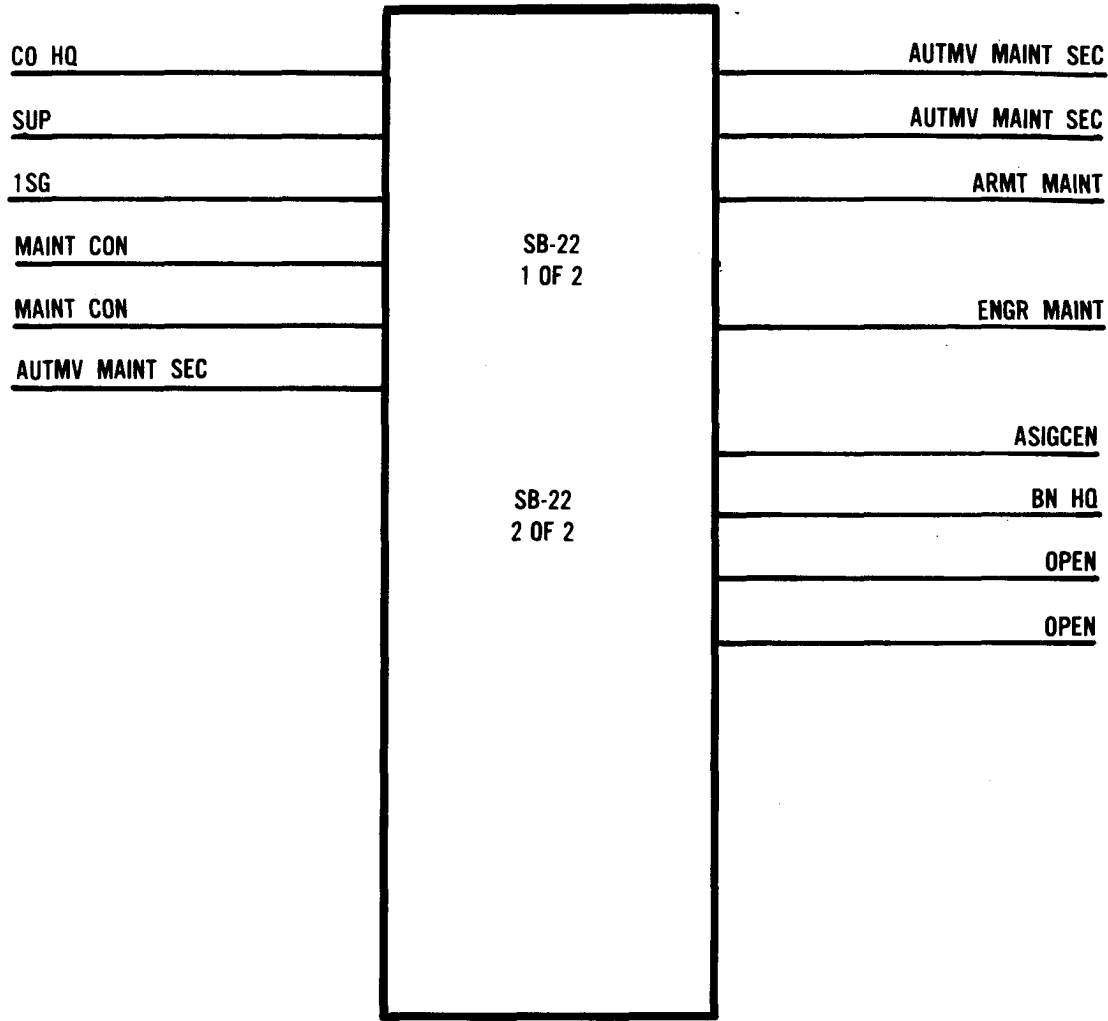 CO HQ
SUP
1SG
MAINT CON
MAINT CON
AUTMV MAINT SEC
SB-22
1 OF 2
SB-22
2 OF 2
AUTMV MAINT SEC
AUTMV MAINT SEC
ARMT MAINT
ENGR MAINT
ASIGCEN
BN HQ
OPEN
OPEN